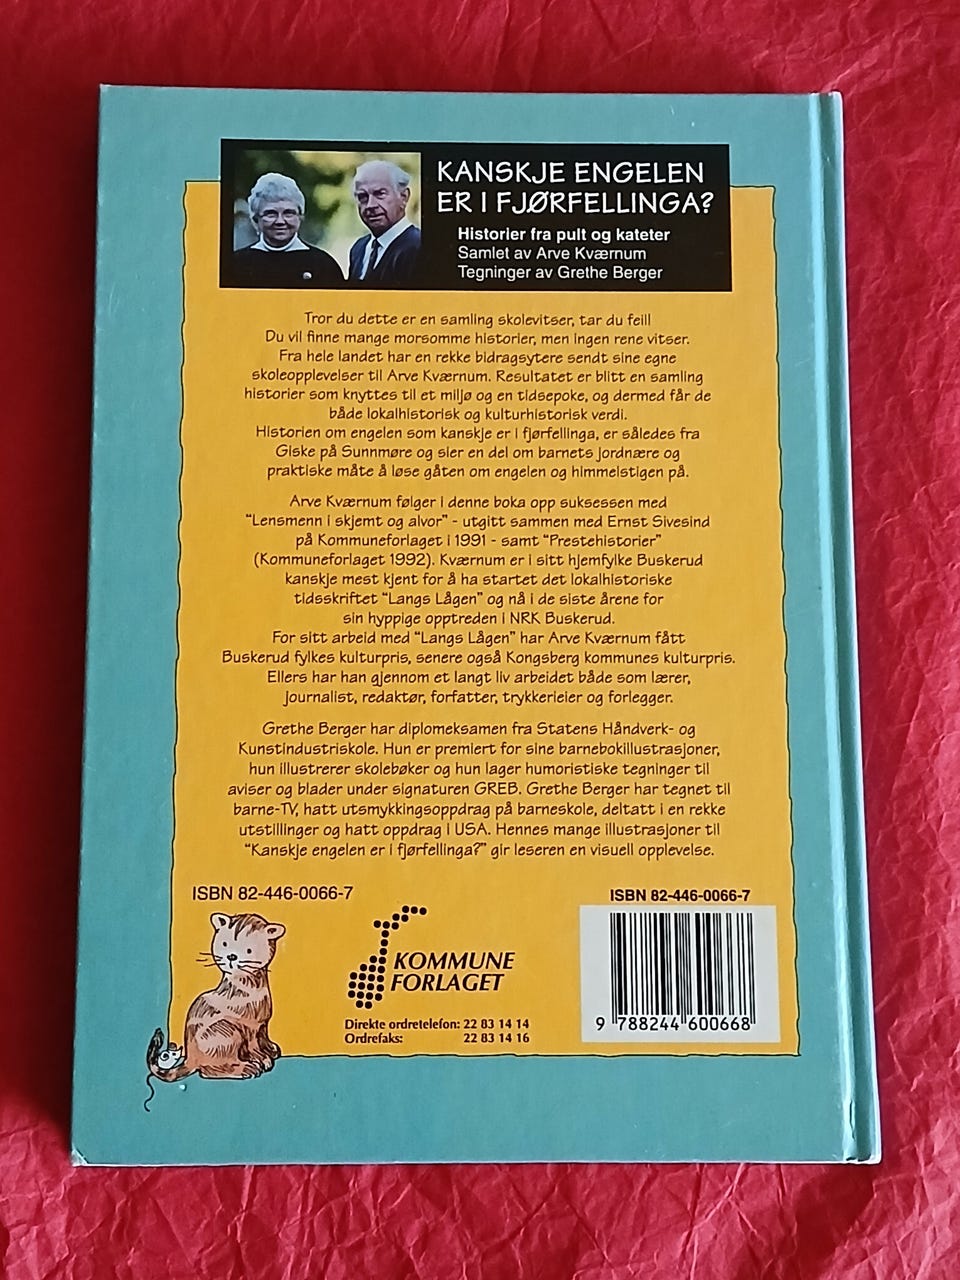 KANSKJE ENGELEN
ER I FJØRFELLINGA?
Historier fra pult og kateter
Samlet av Arve Kværnum
Tegninger av Grethe Berger
Tror du dette er en samling skolevitser, tar du feil!
Du vil finne mange morsomme historier, men ingen rene vitser.
Fra hele landet har en rekke bidragsytere sendt sine egne
skoleopplevelser til Arve Kværnum. Resultatet er blitt en samling
historier som knyttes til et miljø og en tidsepoke, og dermed får de
både lokalhistorisk og kulturhistorisk verdi.
Historien om engelen som kanskje er i fjørfellinga, er således fra
Giske på Sunnmøre og sier en del om barnets jordnære og
praktiske måte å løse gåten om engelen og himmelstigen på.
Arve Kværnum følger i denne boka opp suksessen med
"Lensmenn i skjemt og alvor" - utgitt sammen med Ernst Sivesind
på Kommuneforlaget i 1991 - samt "Prestehistorier"
(Kommuneforlaget 1992). Kværnum er i sitt hjemfylke Buskerud
kanskje mest kjent for å ha startet det lokalhistoriske
tidsskriftet "Langs Lågen" og nå i de siste årene for
sin hyppige opptreden i NRK Buskerud.
For sitt arbeid med "Langs Lågen" har Arve Kværnum fått
Buskerud fylkes kulturpris, senere også Kongsberg kommunes kulturpris.
Ellers har han gjennom et langt liv arbeidet både som lærer,
journalist, redaktør, forfatter, trykkerieier og forlegger.
Grethe Berger har diplomeksamen fra Statens Håndverk- og
Kunstindustriskole. Hun er premiert for sine barnebokillustrasjoner,
hun illustrerer skolebøker og hun lager humoristiske tegninger til
aviser og blader under signaturen GREB. Grethe Berger har tegnet til
barne-TV, hatt utsmykkingsoppdrag på barneskole, deltatt i en rekke
utstillinger og hatt oppdrag i USA. Hennes mange illustrasjoner til
"Kanskje engelen er i fjørfellinga?" gir leseren en visuell opplevelse.
ISBN 82-446-0066-7
ISBN 82-446-0066-7
KOMMUNE
FORLAGET
Direkte ordretelefon: 22 83 14 14
Ordrefaks: 22 83 14 16
9 788244 600668